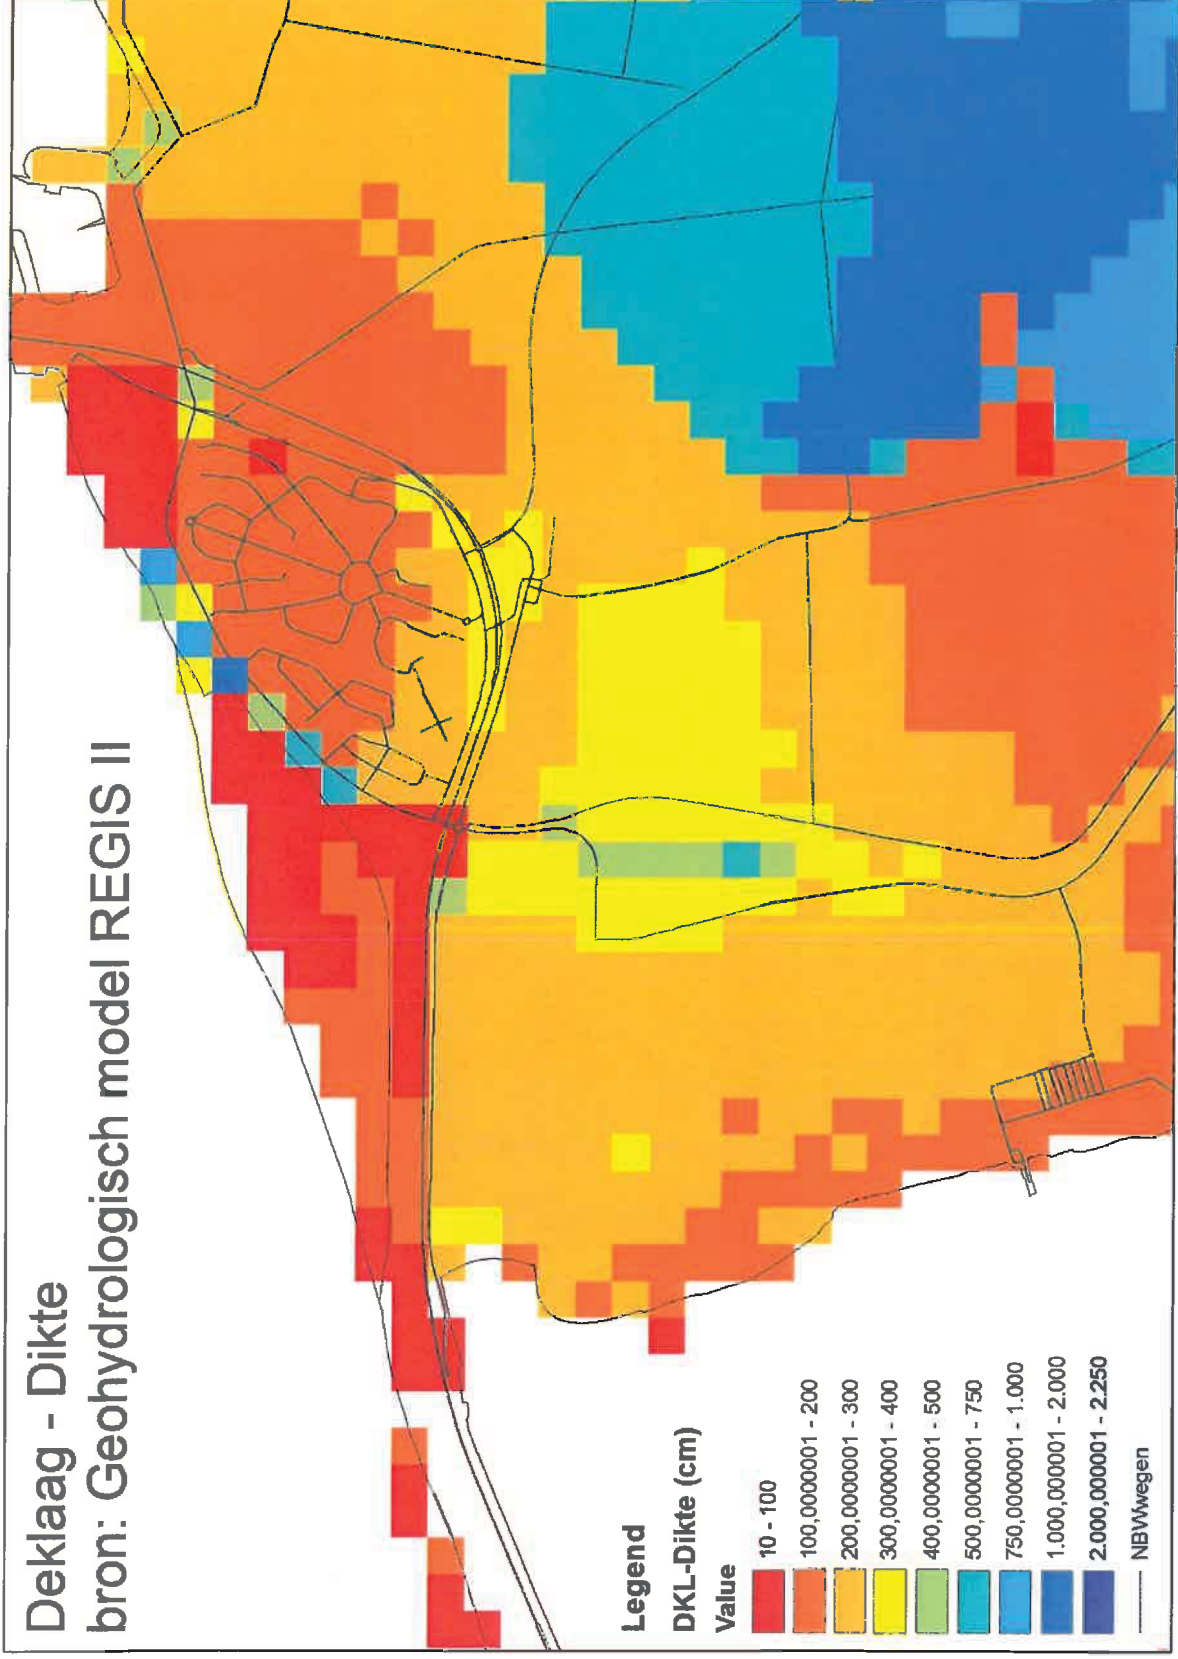 Deklaag - Dikte
bron: Geohydrologisch model REGIS II
Legend
DKL-Dikte (cm)
Value
10 - 100
100,0000001 - 200
200,0000001 - 300
300,0000001 - 400
400,0000001 - 500
500,0000001 - 750
750,0000001 - 1.000
1.000,000001 - 2.000
2.000,000001 - 2.250
NBWwegen